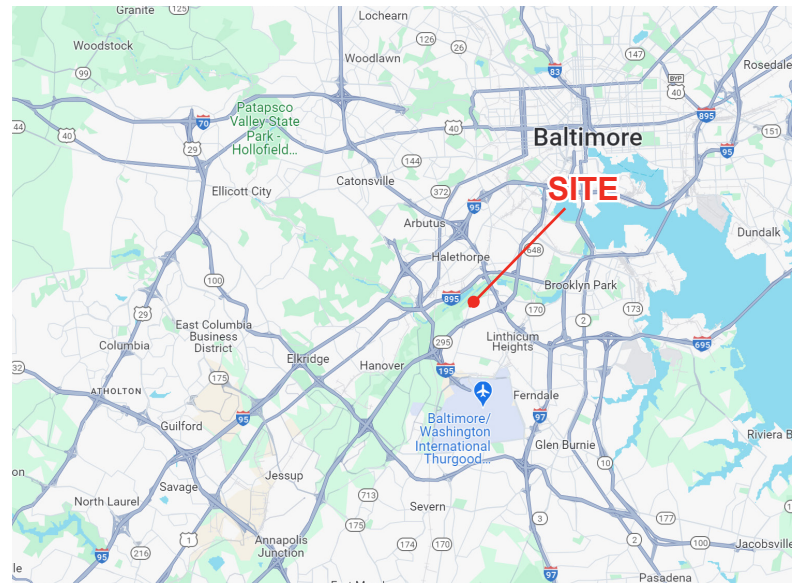 Granite
125
Lochearn
Woodstock
126
26
83
147
Woodlawn
Rosedale
99
BYP
40
895
Patapsco
Valley State
Park -
Hollofield...
70
44
40
29
40
151
Baltimore
95
144
Catonsville
Ellicott City
372
SITE
95
Arbutus
Dundalk
648
Halethorpe
100
Brooklyn Park
895
29
170
173
2
East Columbia
Business
District
Columbia
295
Linthicum
Heights
695
Elkridge
Hanover
32
175
195
ATHOLTON
Ferndale
95
97
Guilford
Baltimore/
Washington
International
Thurgood...
Riviera B
Glen Burnie
on
10
Jessup
Savage
713
North Laurel
Severn
3
177
175
1
Annapolis
Junction
174
170
2
100
Jacobsville
95
216
le
97
Pasadena